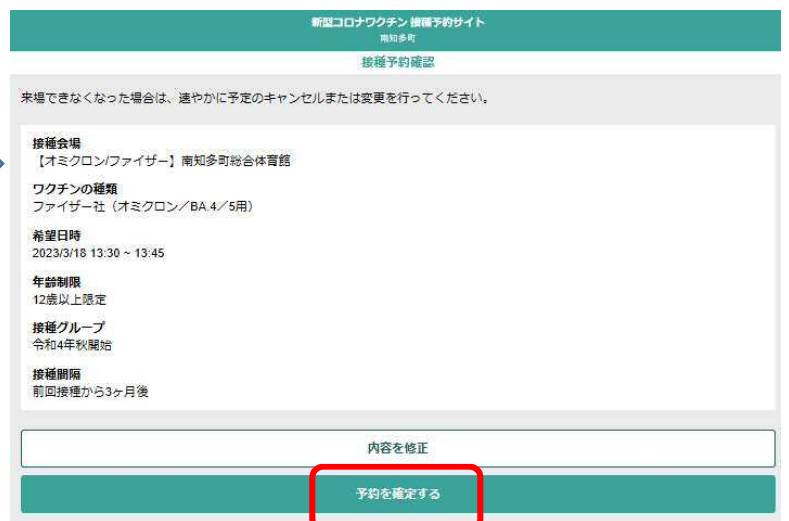 新型コロナワクチン 接種予約サイト
南知多町
接種予約確認
来場できなくなった場合は、速やかに予定のキャンセルまたは変更を行ってください。
接種会場
【オミクロン/ファイザー】南知多町総合体育館
ワクチンの種類
ファイザー社（オミクロン／BA.4／5用）
希望日時
2023/3/18 13:30 ~ 13:45
年齢制限
12歳以上限定
接種グループ
令和4年秋開始
接種間隔
前回接種から3ヶ月後
内容を修正
予約を確定する